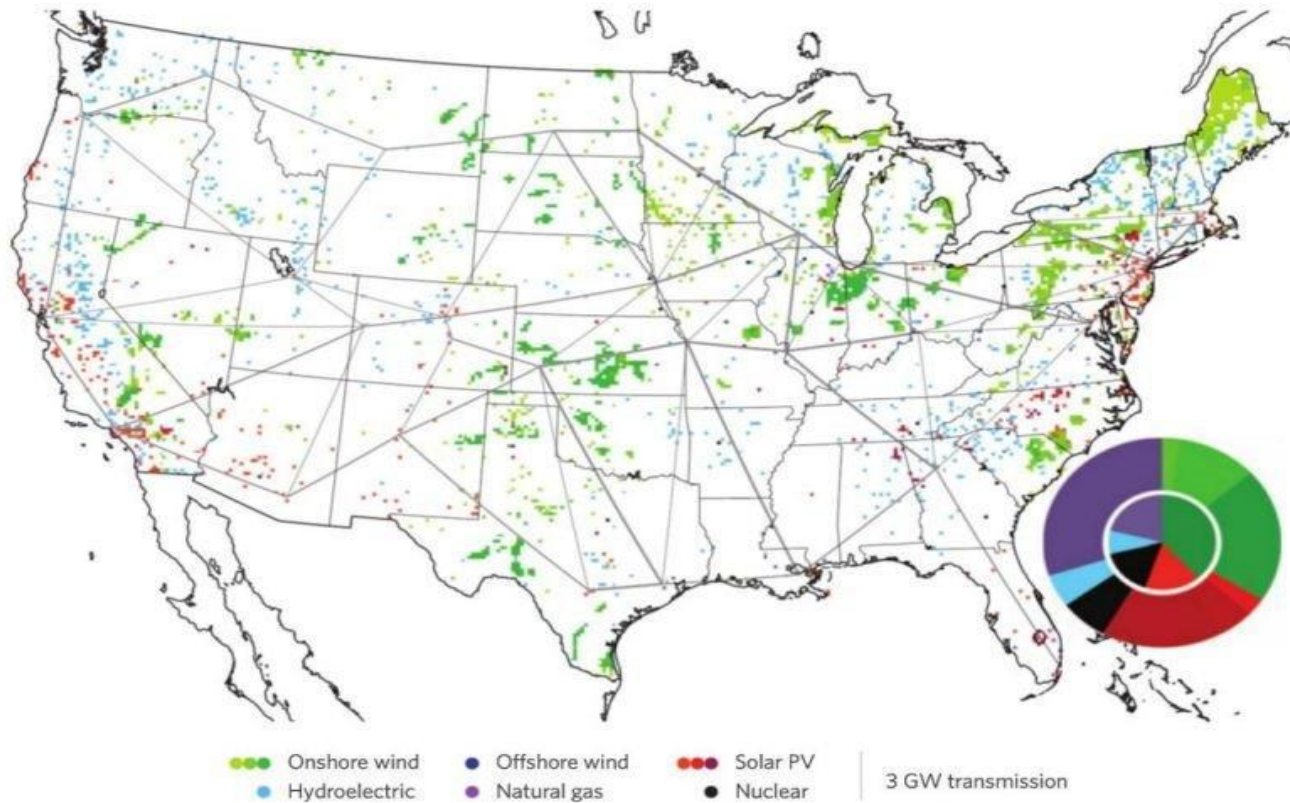 Onshore wind Offshore wind Solar PV
Hydroelectric Natural gas Nuclear
3 GW transmission